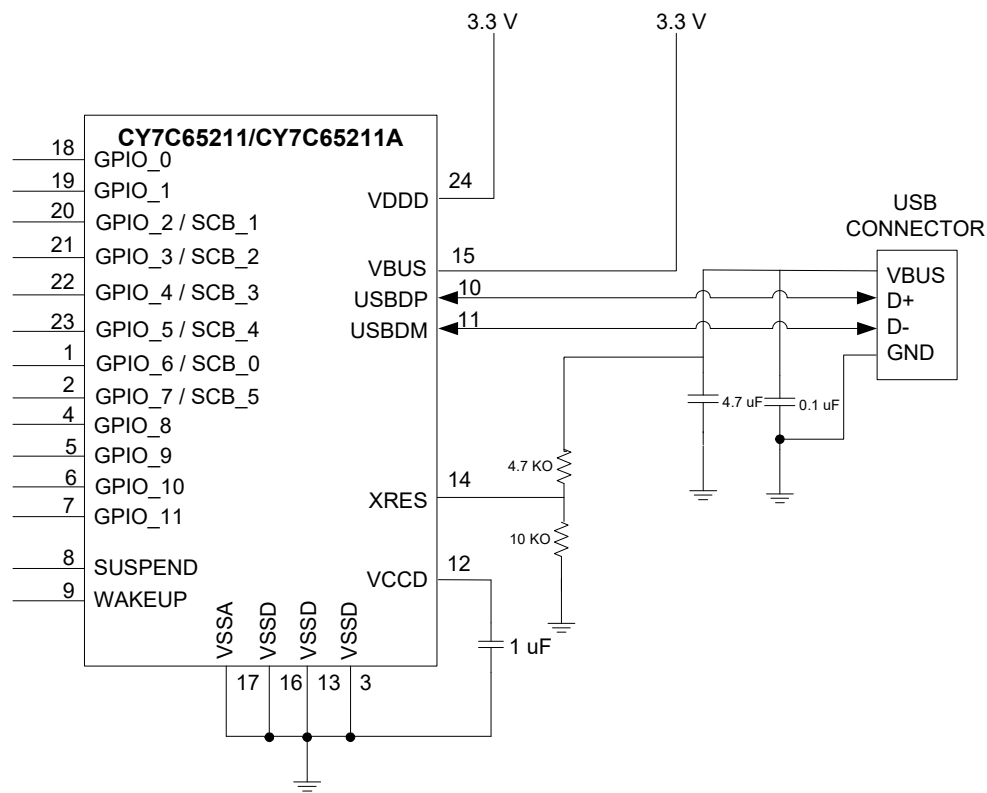 3.3 V
3.3 V
CY7C65211/CY7C65211A
18
GPIO_0
19
GPIO_1
20
GPIO_2 / SCB_1
21
GPIO_3 / SCB_2
22
GPIO_4 / SCB_3
23
GPIO_5 / SCB_4
1
GPIO_6 / SCB_0
2
GPIO_7 / SCB_5
4
GPIO_8
5
GPIO_9
6
GPIO_10
7
GPIO_11
8
SUSPEND
9
WAKEUP
VDDD
24
VBUS
15
USBDP
10
USBDM
11
XRES
14
VCCD
12
VSSA
VSSD
VSSD
VSSD
17
16
13
3
1 uF
4.7 KO
10 KO
4.7 uF
0.1 uF
USB
CONNECTOR
VBUS
D+
D-
GND